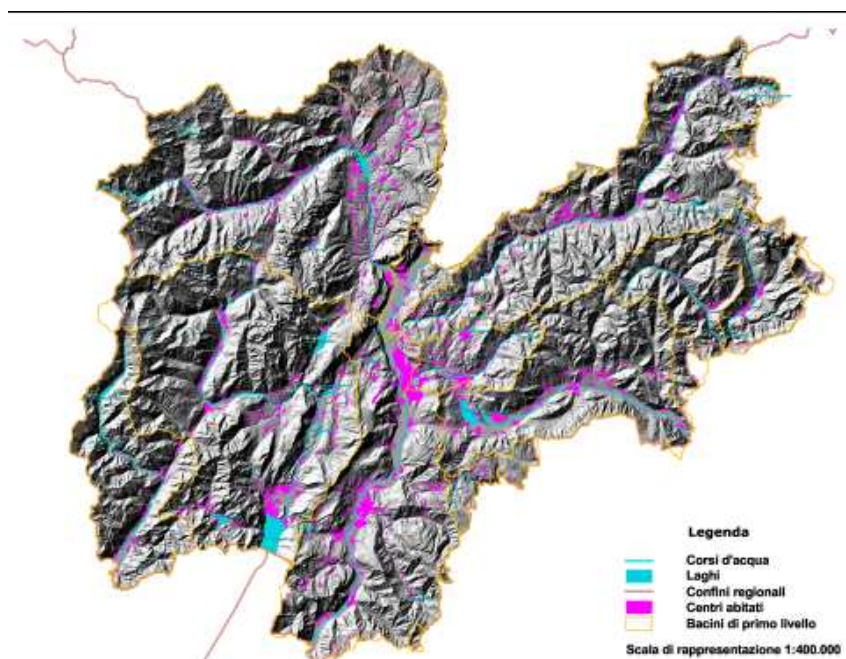 Legenda
Corsi d'acqua
Laghi
Confini regionali
Centri abitati
Bacini di primo livello
Scala di rappresentazione 1:400.000